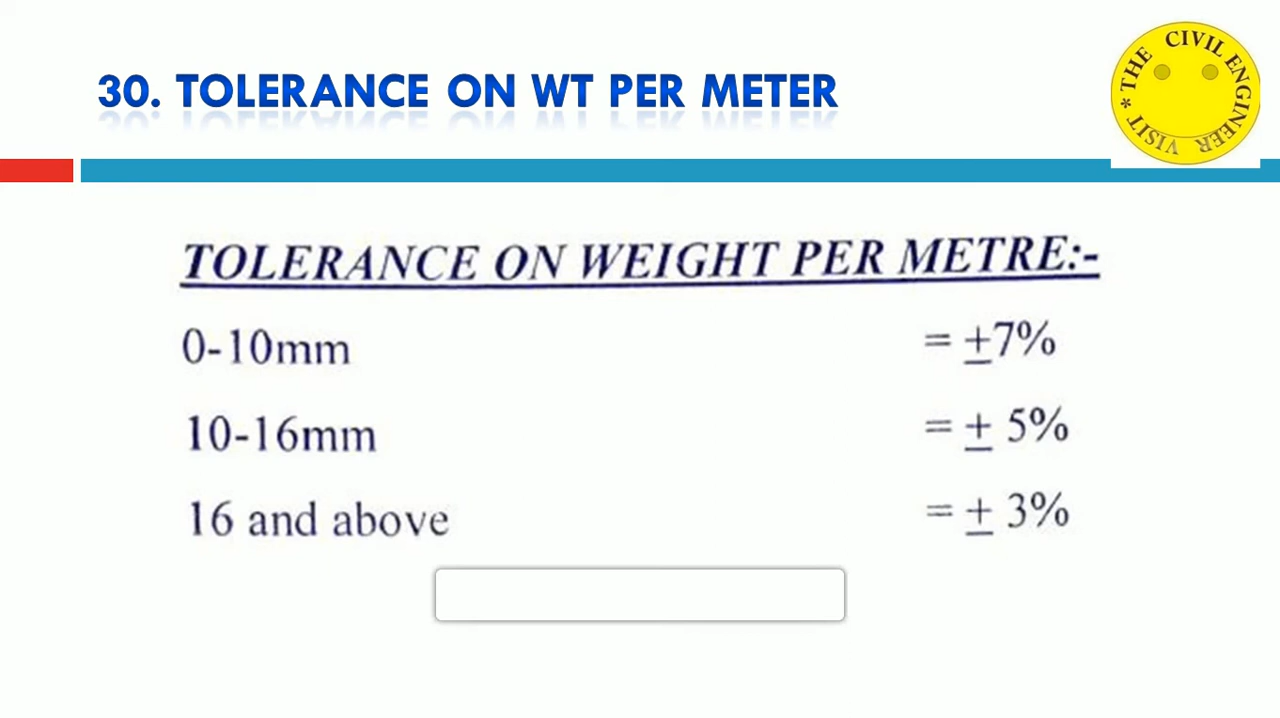 30. TOLERANCE ON WT PER METER
* THE CIVIL ENGINEER VISIT
TOLERANCE ON WEIGHT PER METRE:-
0-10mm = ±7%
10-16mm = ± 5%
16 and above = ± 3%